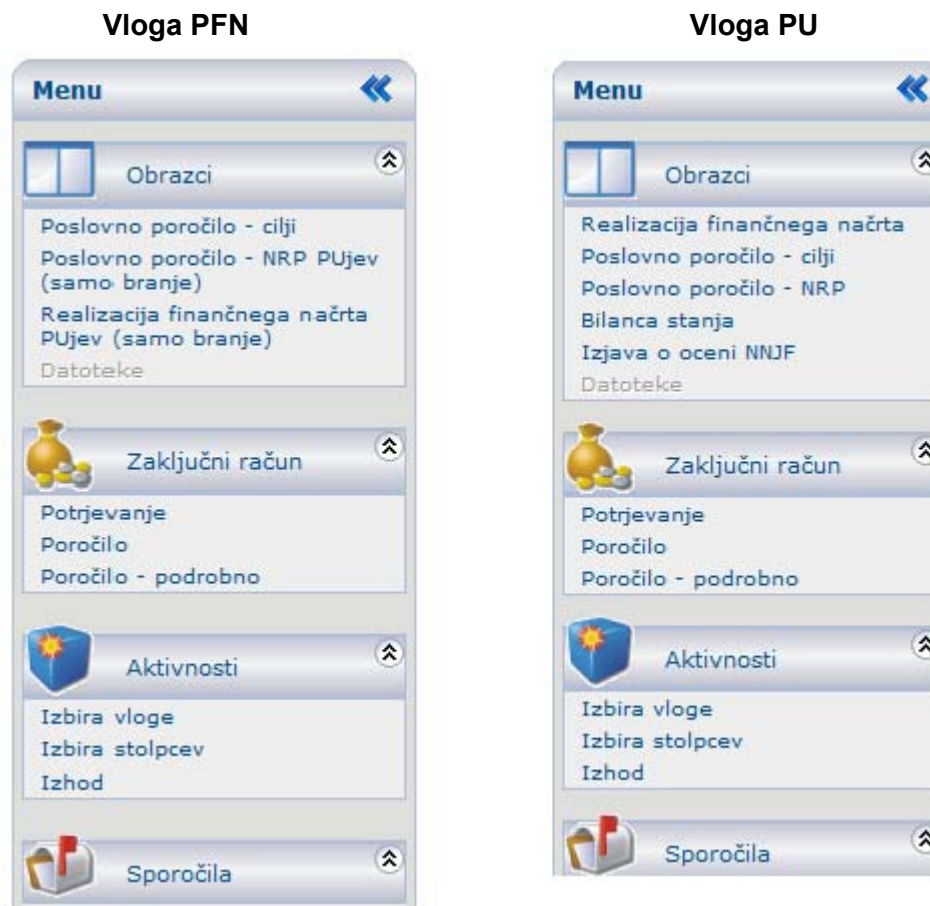 Vloga PFN
Menu
Obrazci
Poslovno poročilo - cilji
Poslovno poročilo - NRP PUjev
(samo branje)
Realizacija finančnega načrta
PUjev (samo branje)
Datoteke
Zaključni račun
Potrjevanje
Poročilo
Poročilo - podrobno
Aktivnosti
Izbira vloge
Izbira stolpcev
Izhod
Sporočila
Vloga PU
Menu
Obrazci
Realizacija finančnega načrta
Poslovno poročilo - cilji
Poslovno poročilo - NRP
Bilanca stanja
Izjava o oceni NNJF
Datoteke
Zaključni račun
Potrjevanje
Poročilo
Poročilo - podrobno
Aktivnosti
Izbira vloge
Izbira stolpcev
Izhod
Sporočila